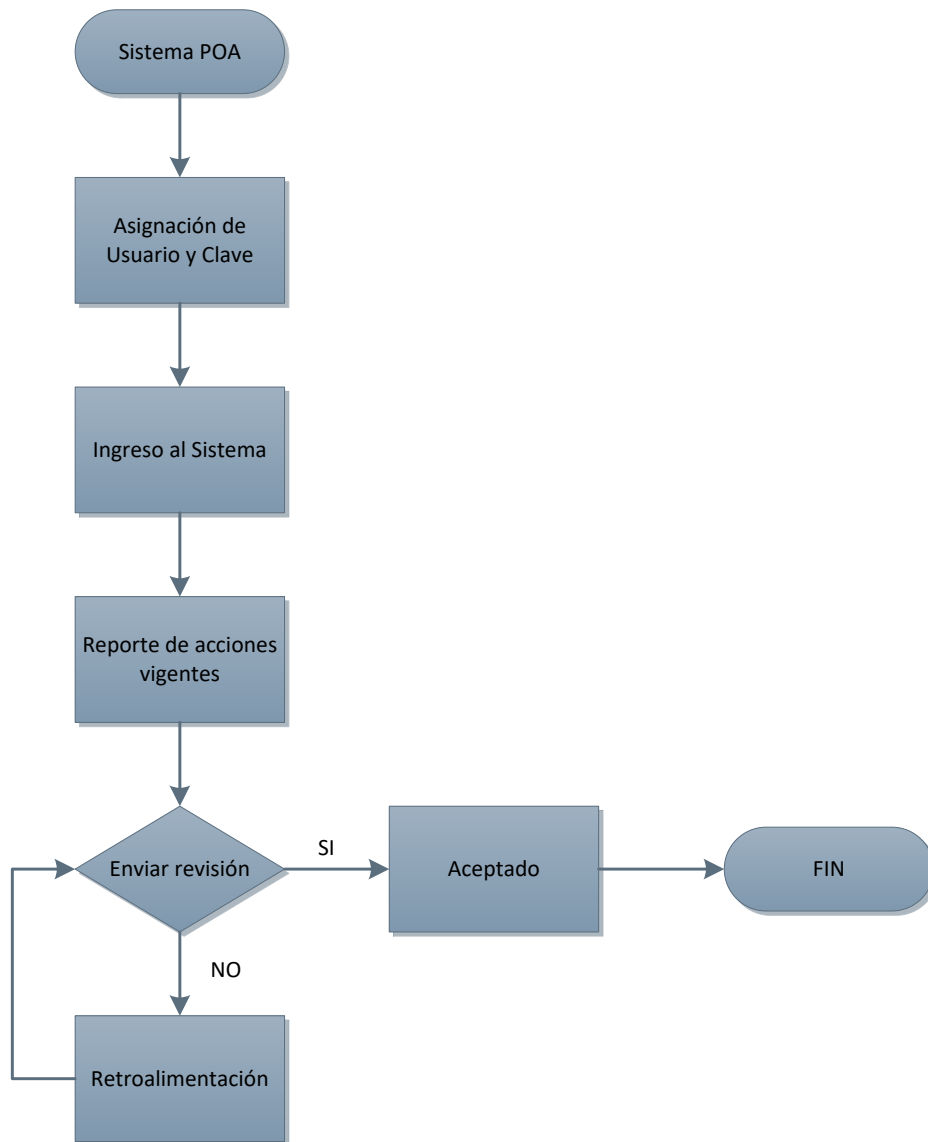 Sistema POA
Asignación de
Usuario y Clave
Ingreso al Sistema
Reporte de acciones
vigentes
Enviar revisión
SI
Aceptado
FIN
NO
Retroalimentación